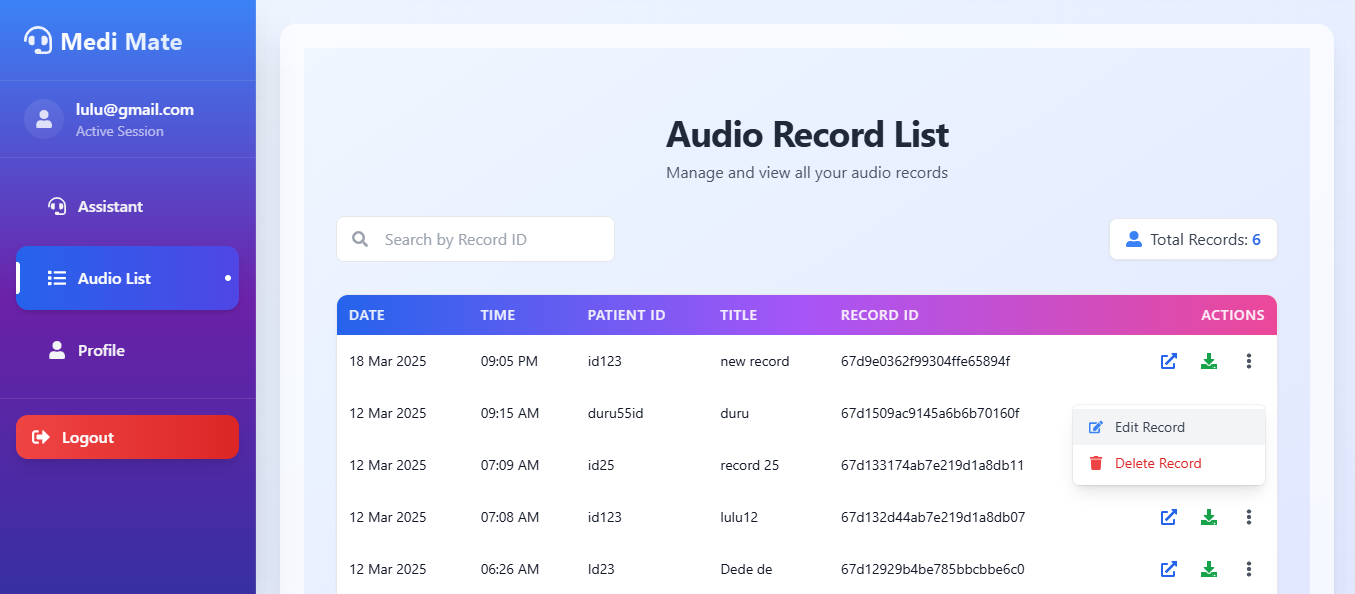 Medi Mate
lulu@gmail.com
Active Session
Assistant
Audio List
Profile
Logout
Audio Record List
Manage and view all your audio records
Search by Record ID
Total Records: 6
DATE TIME PATIENT ID TITLE RECORD ID ACTIONS
18 Mar 2025 09:05 PM id123 new record 67d9e0362f99304ffe65894f
12 Mar 2025 09:15 AM duru55id duru 67d1509ac9145a6b6b70160f
Edit Record
12 Mar 2025 07:09 AM id25 record 25 67d133174ab7e219d1a8db11
Delete Record
12 Mar 2025 07:08 AM id123 lulu12 67d132d44ab7e219d1a8db07
12 Mar 2025 06:26 AM Id23 Dede de 67d12929b4be785bbcbbe6c0